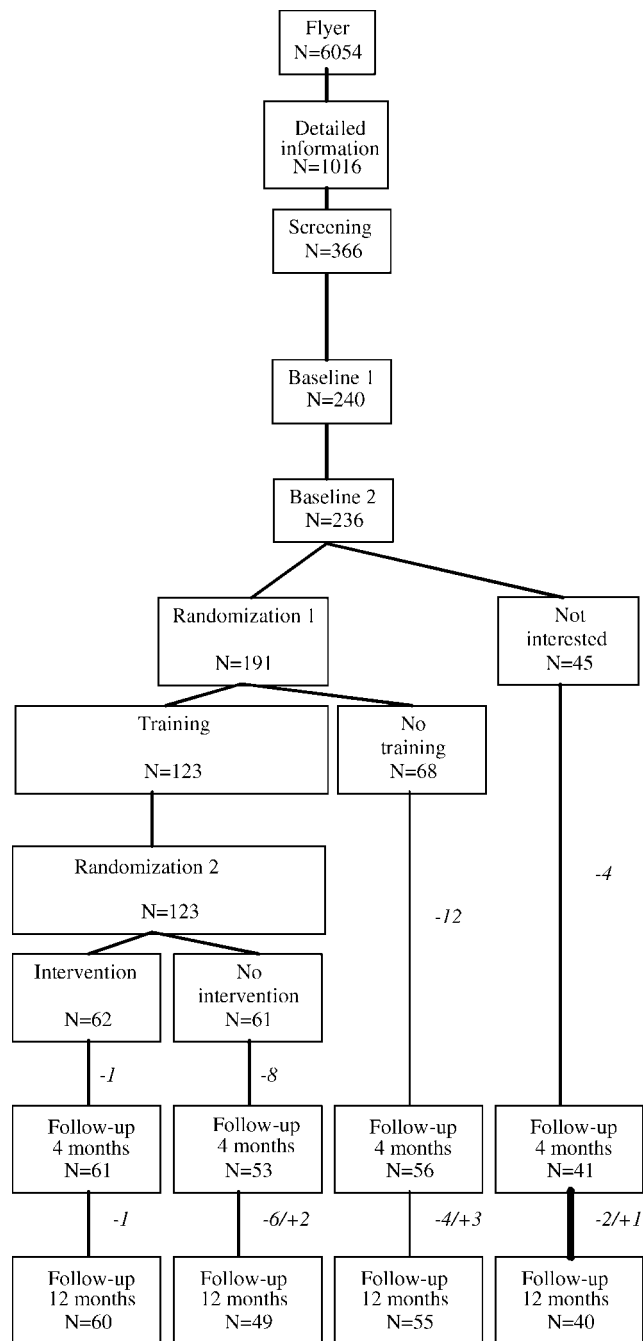 Flyer
N=6054
Detailed
information
N=1016
Screening
N=366
Baseline 1
N=240
Baseline 2
N=236
Randomization 1
N=191
Not
interested
N=45
Training
N=123
No
training
N=68
Randomization 2
N=123
-12
-4
Intervention
N=62
No
intervention
N=61
-1
-8
Follow-up
4 months
N=61
Follow-up
4 months
N=53
Follow-up
4 months
N=56
Follow-up
4 months
N=41
-1
-6/+2
-4/+3
-2/+1
Follow-up
12 months
N=60
Follow-up
12 months
N=49
Follow-up
12 months
N=55
Follow-up
12 months
N=40